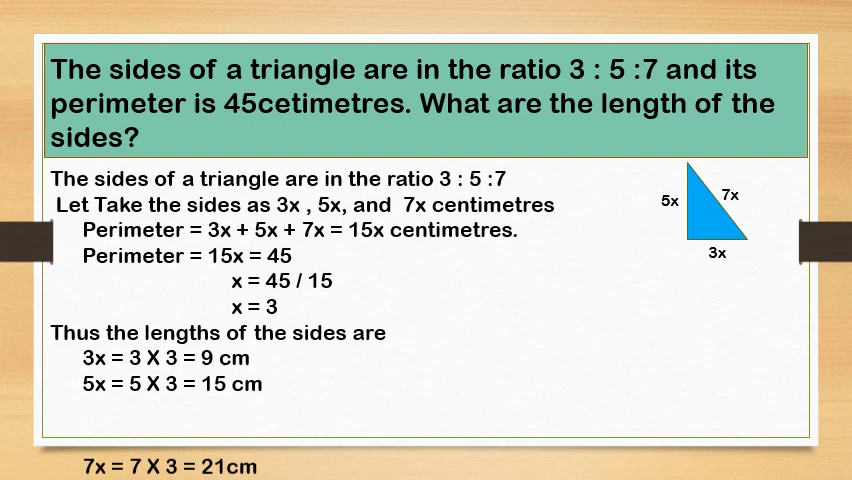 The sides of a triangle are in the ratio 3 : 5 :7 and its
perimeter is 45cetimetres. What are the length of the
sides?
The sides of a triangle are in the ratio 3 : 5 :7
Let Take the sides as 3x , 5x, and 7x centimetres
Perimeter = 3x + 5x + 7x = 15x centimetres.
Perimeter = 15x = 45
x = 45 / 15
x = 3
Thus the lengths of the sides are
3x = 3 X 3 = 9 cm
5x = 5 X 3 = 15 cm
7x = 7 X 3 = 21cm
5x
7x
3x